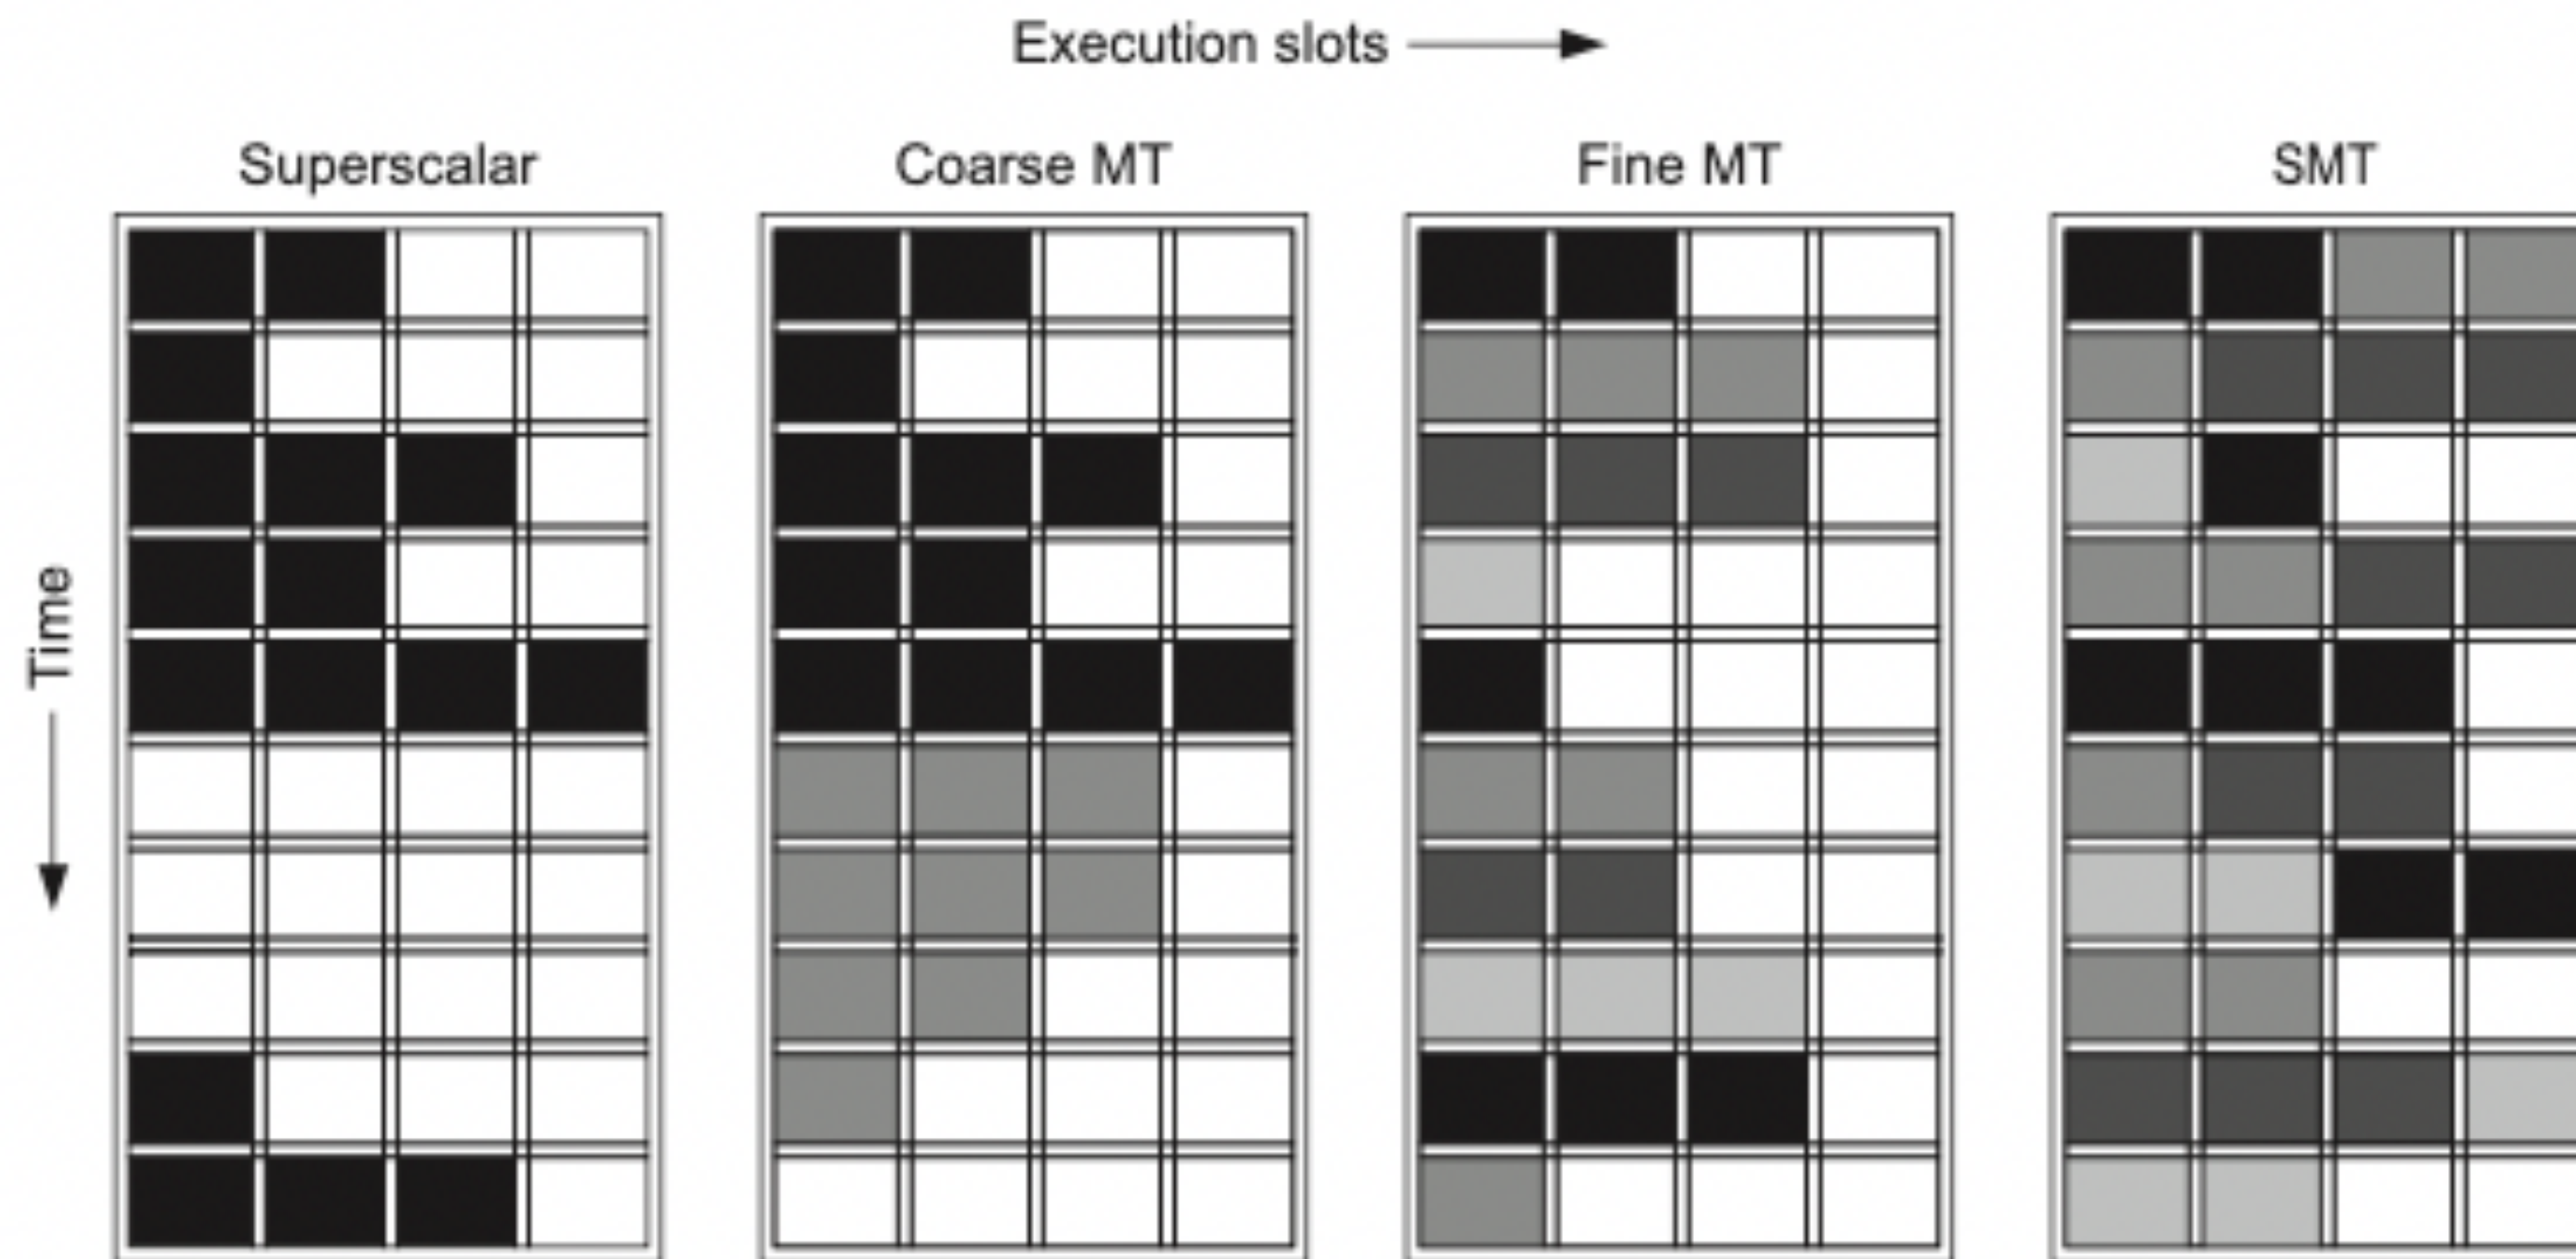 Execution slots
Superscalar
Coarse MT
Fine MT
SMT
Time